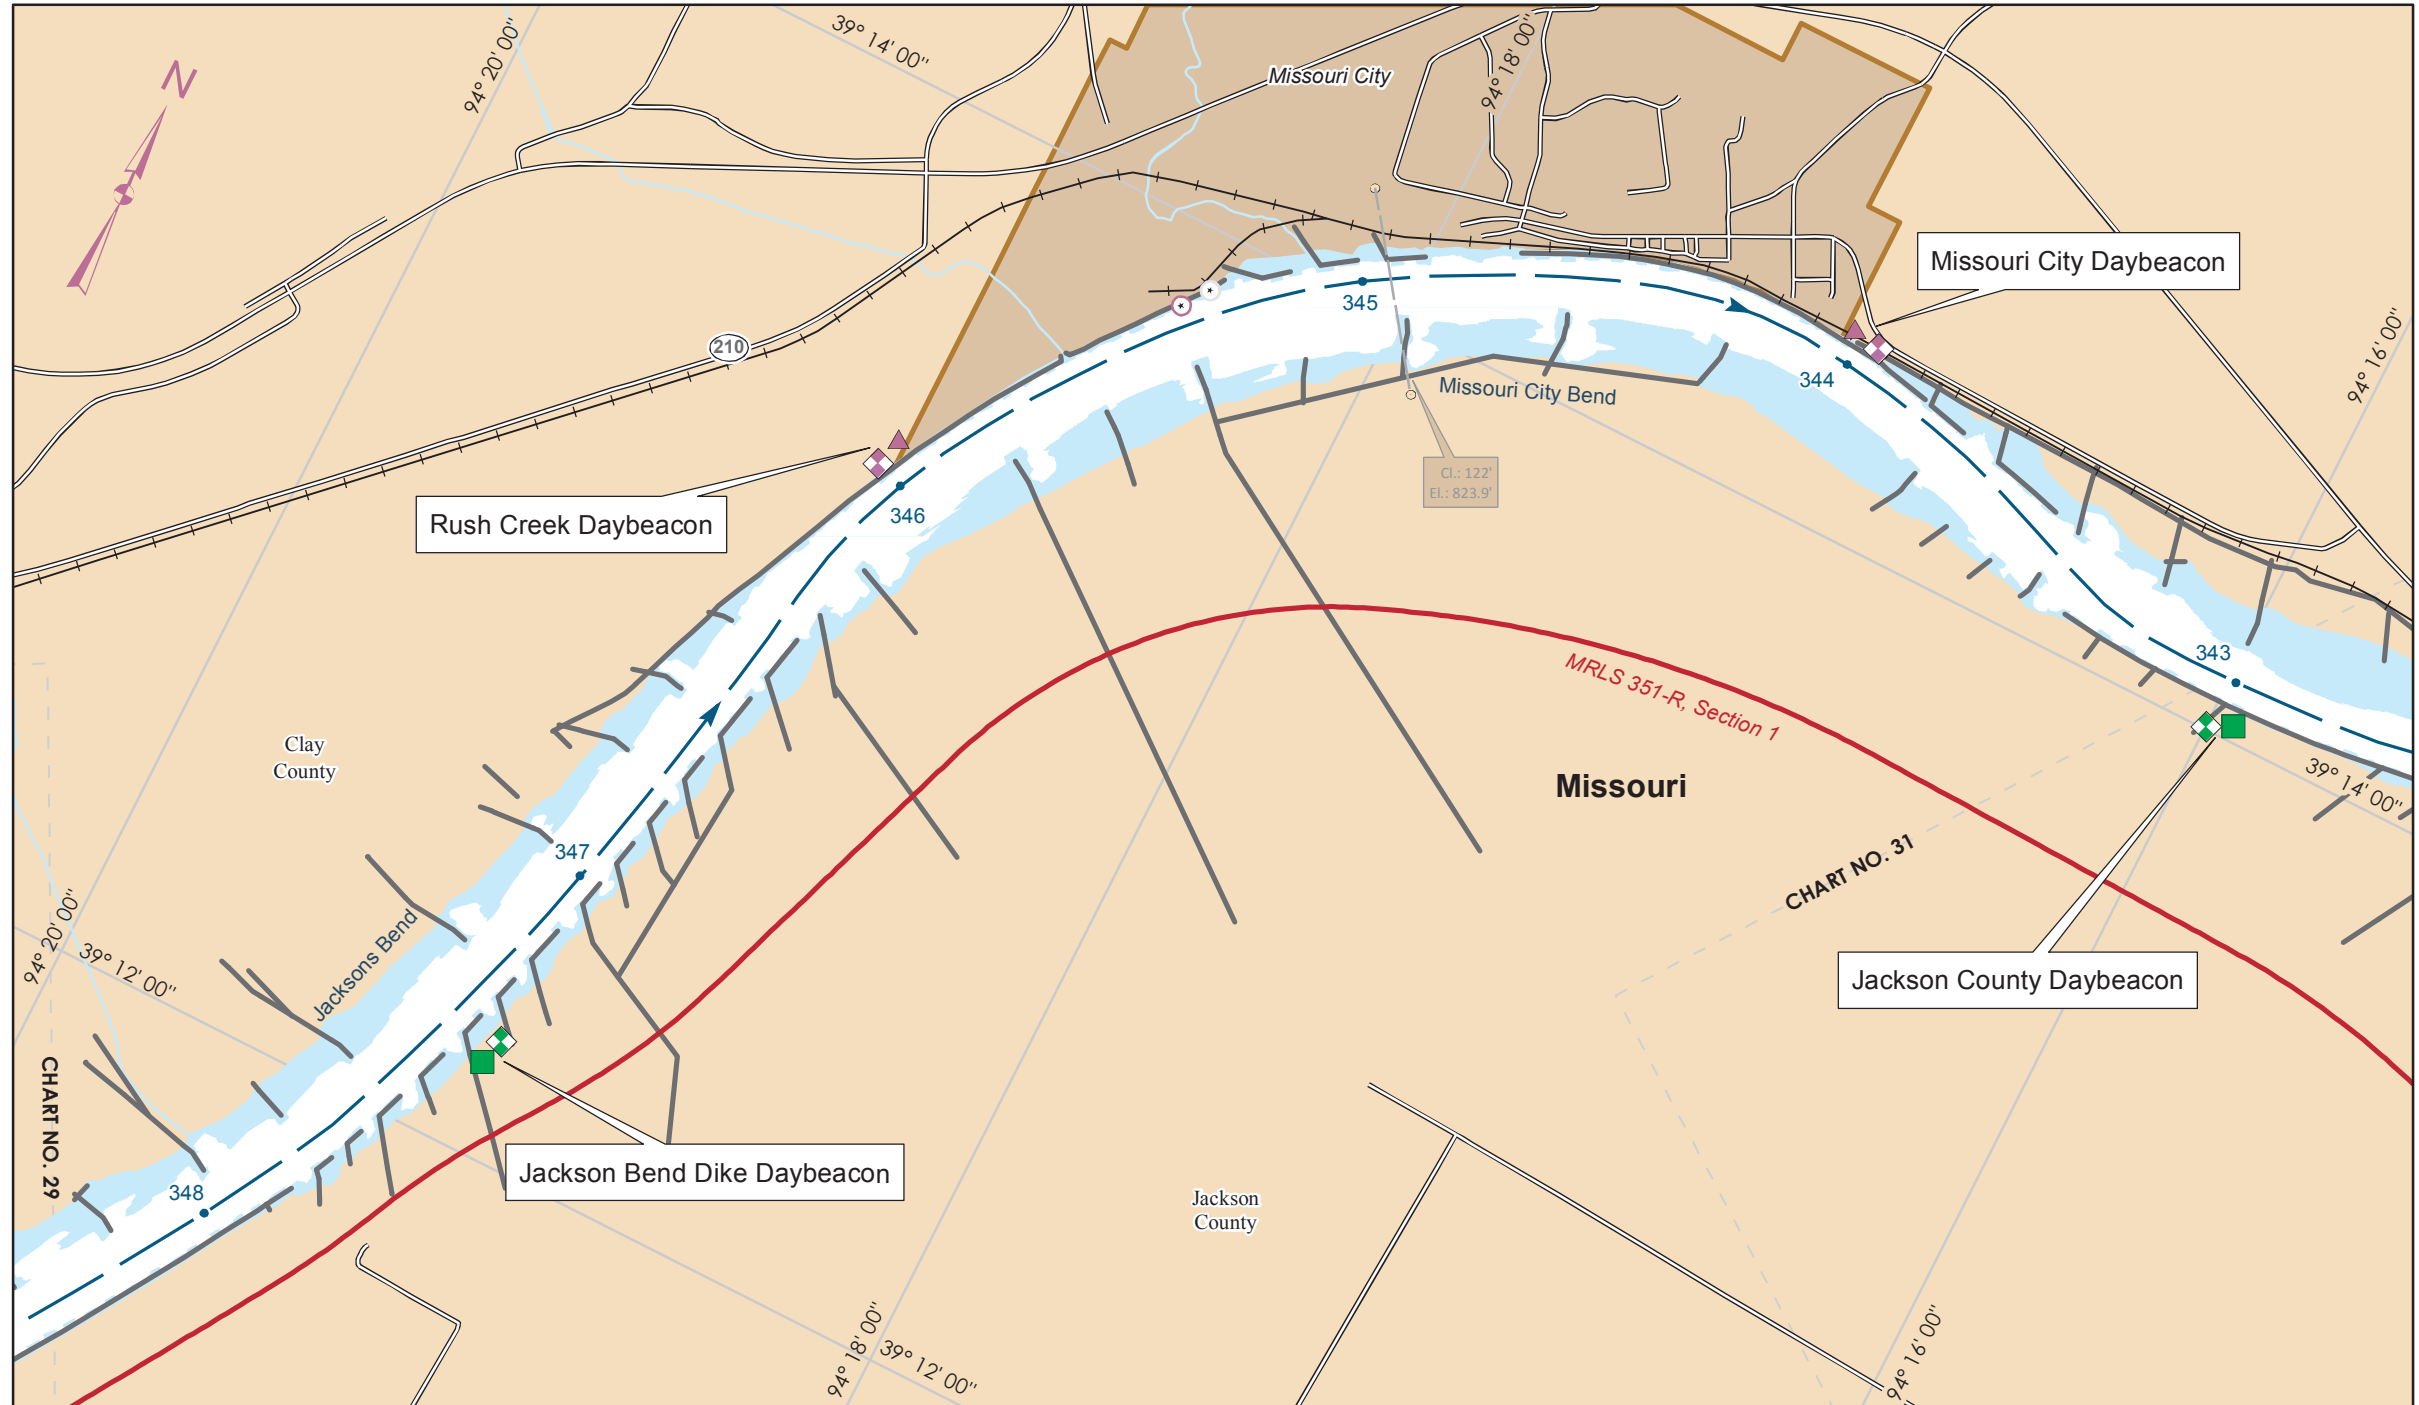 94° 20' 00"
39° 14' 00"
Missouri City
94° 18' 00"
N
Missouri City Daybeacon
345
210
344
94° 16' 00"
Missouri City Bend
Cl.: 122'
El.: 823.9'
Rush Creek Daybeacon
346
343
MRLS 351-R, Section 1
Clay
County
Missouri
39° 14' 00"
347
CHART NO. 31
Jacksons Bend
94° 20' 00"
39° 12' 00"
Jackson County Daybeacon
CHART NO. 29
Jackson Bend Dike Daybeacon
348
Jackson
County
94° 18' 00"
39° 12' 00"
94° 16' 00"